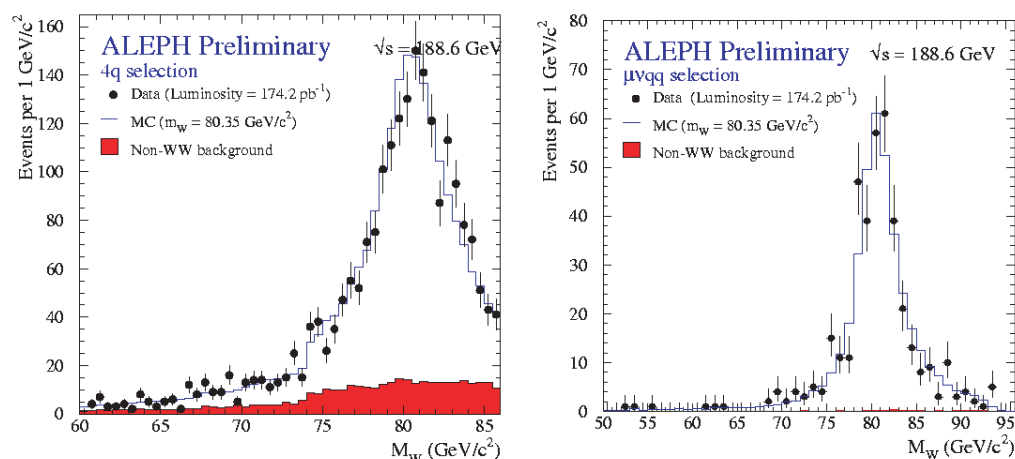 ALEPH Preliminary
√s = 188.6 GeV
4q selection
Data (Luminosity = 174.2 pb⁻¹)
MC (m_W = 80.35 GeV/c²)
Non-WW background
Events per 1 GeV/c²
160
140
120
100
80
60
40
20
0
60 65 70 75 80 85
M_W (GeV/c²)
ALEPH Preliminary
√s = 188.6 GeV
μνqq selection
Data (Luminosity = 174.2 pb⁻¹)
MC (m_W = 80.35 GeV/c²)
Non-WW background
Events per 1 GeV/c²
80
70
60
50
40
30
20
10
0
50 55 60 65 70 75 80 85 90 95
M_W (GeV/c²)